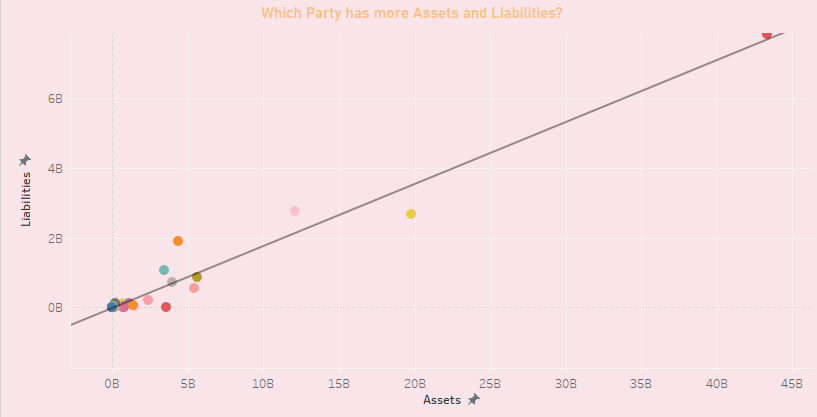 Which Party has more Assets and Liabilities?
6B
4B
Liabilities
2B
0B
0B 5B 10B 15B 20B 25B 30B 35B 40B 45B
Assets